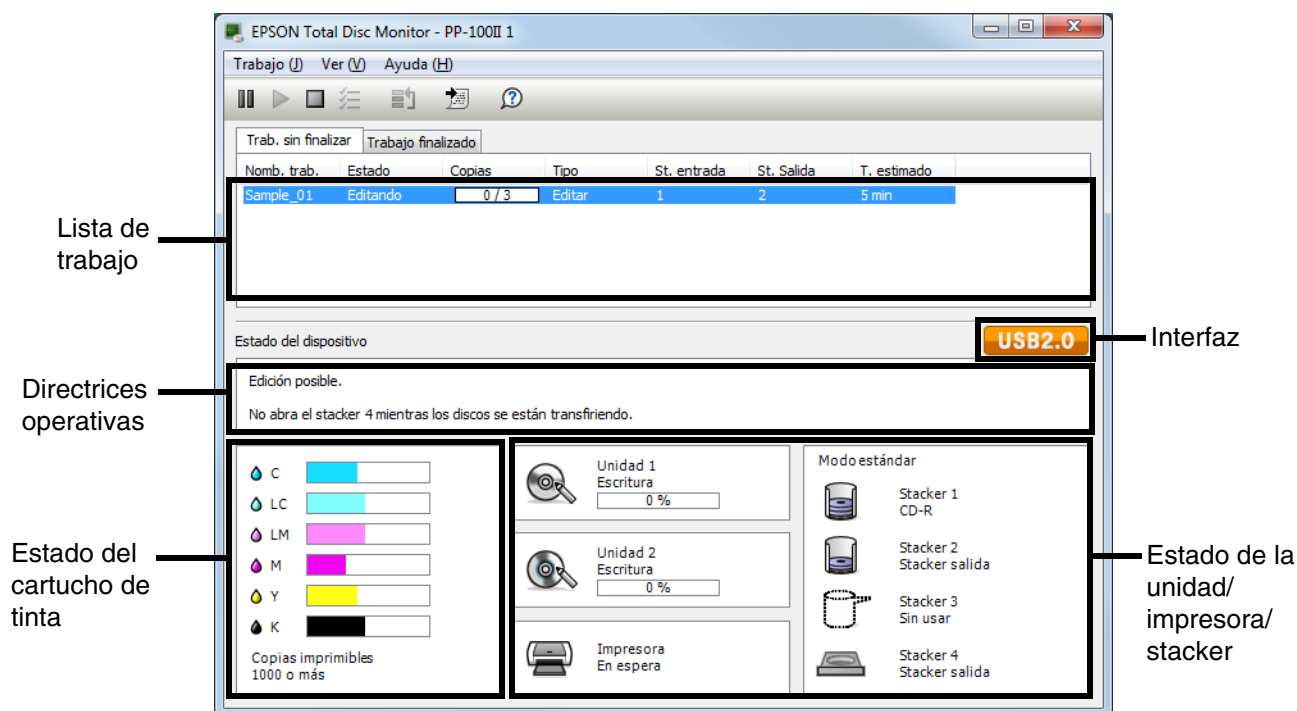 EPSON Total Disc Monitor - PP-100II 1
Trabajo (J) Ver (V) Ayuda (H)
Trab. sin finalizar Trabajo finalizado
Nomb. trab. Estado Copias Tipo St. entrada St. Salida T. estimado
Sample_01 Editando 0 / 3 Editar 1 2 5 min
Lista de
trabajo
Estado del dispositivo
USB2.0
Interfaz
Directrices
operativas
Edición posible.
No abra el stacker 4 mientras los discos se están transfiriendo.
Estado del
cartucho de
tinta
C
LC
LM
M
Y
K
Copias imprimibles
1000 o más
Unidad 1
Escritura
0 %
Unidad 2
Escritura
0 %
Impresora
En espera
Modo estándar
Stacker 1
CD-R
Stacker 2
Stacker salida
Stacker 3
Sin usar
Stacker 4
Stacker salida
Estado de la
unidad/
impresora/
stacker